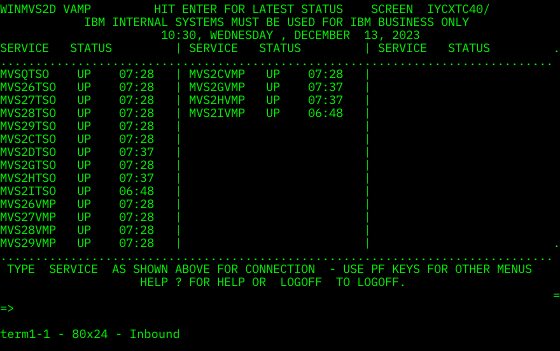 WINMVS2D VAMP         HIT ENTER FOR LATEST STATUS    SCREEN  IYCXTC40/
            IBM INTERNAL SYSTEMS MUST BE USED FOR IBM BUSINESS ONLY
                       10:30, WEDNESDAY , DECEMBER  13, 2023
SERVICE   STATUS         | SERVICE   STATUS         | SERVICE   STATUS         .
...............................................................................
MVSQTSO    UP    07:28   | MVS2CVMP   UP    07:28   |
MVS26TSO   UP    07:28   | MVS2GVMP   UP    07:37   |
MVS27TSO   UP    07:28   | MVS2HVMP   UP    07:37   |
MVS28TSO   UP    07:28   | MVS2IVMP   UP    06:48   |
MVS29TSO   UP    07:28   |                          |
MVS2CTSO   UP    07:28   |                          |
MVS2DTSO   UP    07:37   |                          |
MVS2GTSO   UP    07:28   |                          |
MVS2HTSO   UP    07:37   |                          |
MVS2ITSO   UP    06:48   |                          |
MVS26VMP   UP    07:28   |                          |
MVS27VMP   UP    07:28   |                          |
MVS28VMP   UP    07:28   |                          |
MVS29VMP   UP    07:28   |                          |                          .
...............................................................................
 TYPE  SERVICE  AS SHOWN ABOVE FOR CONNECTION  - USE PF KEYS FOR OTHER MENUS
                    HELP ? FOR HELP OR  LOGOFF  TO LOGOFF.
                                                                               =
=>
term1-1 - 80x24 - Inbound